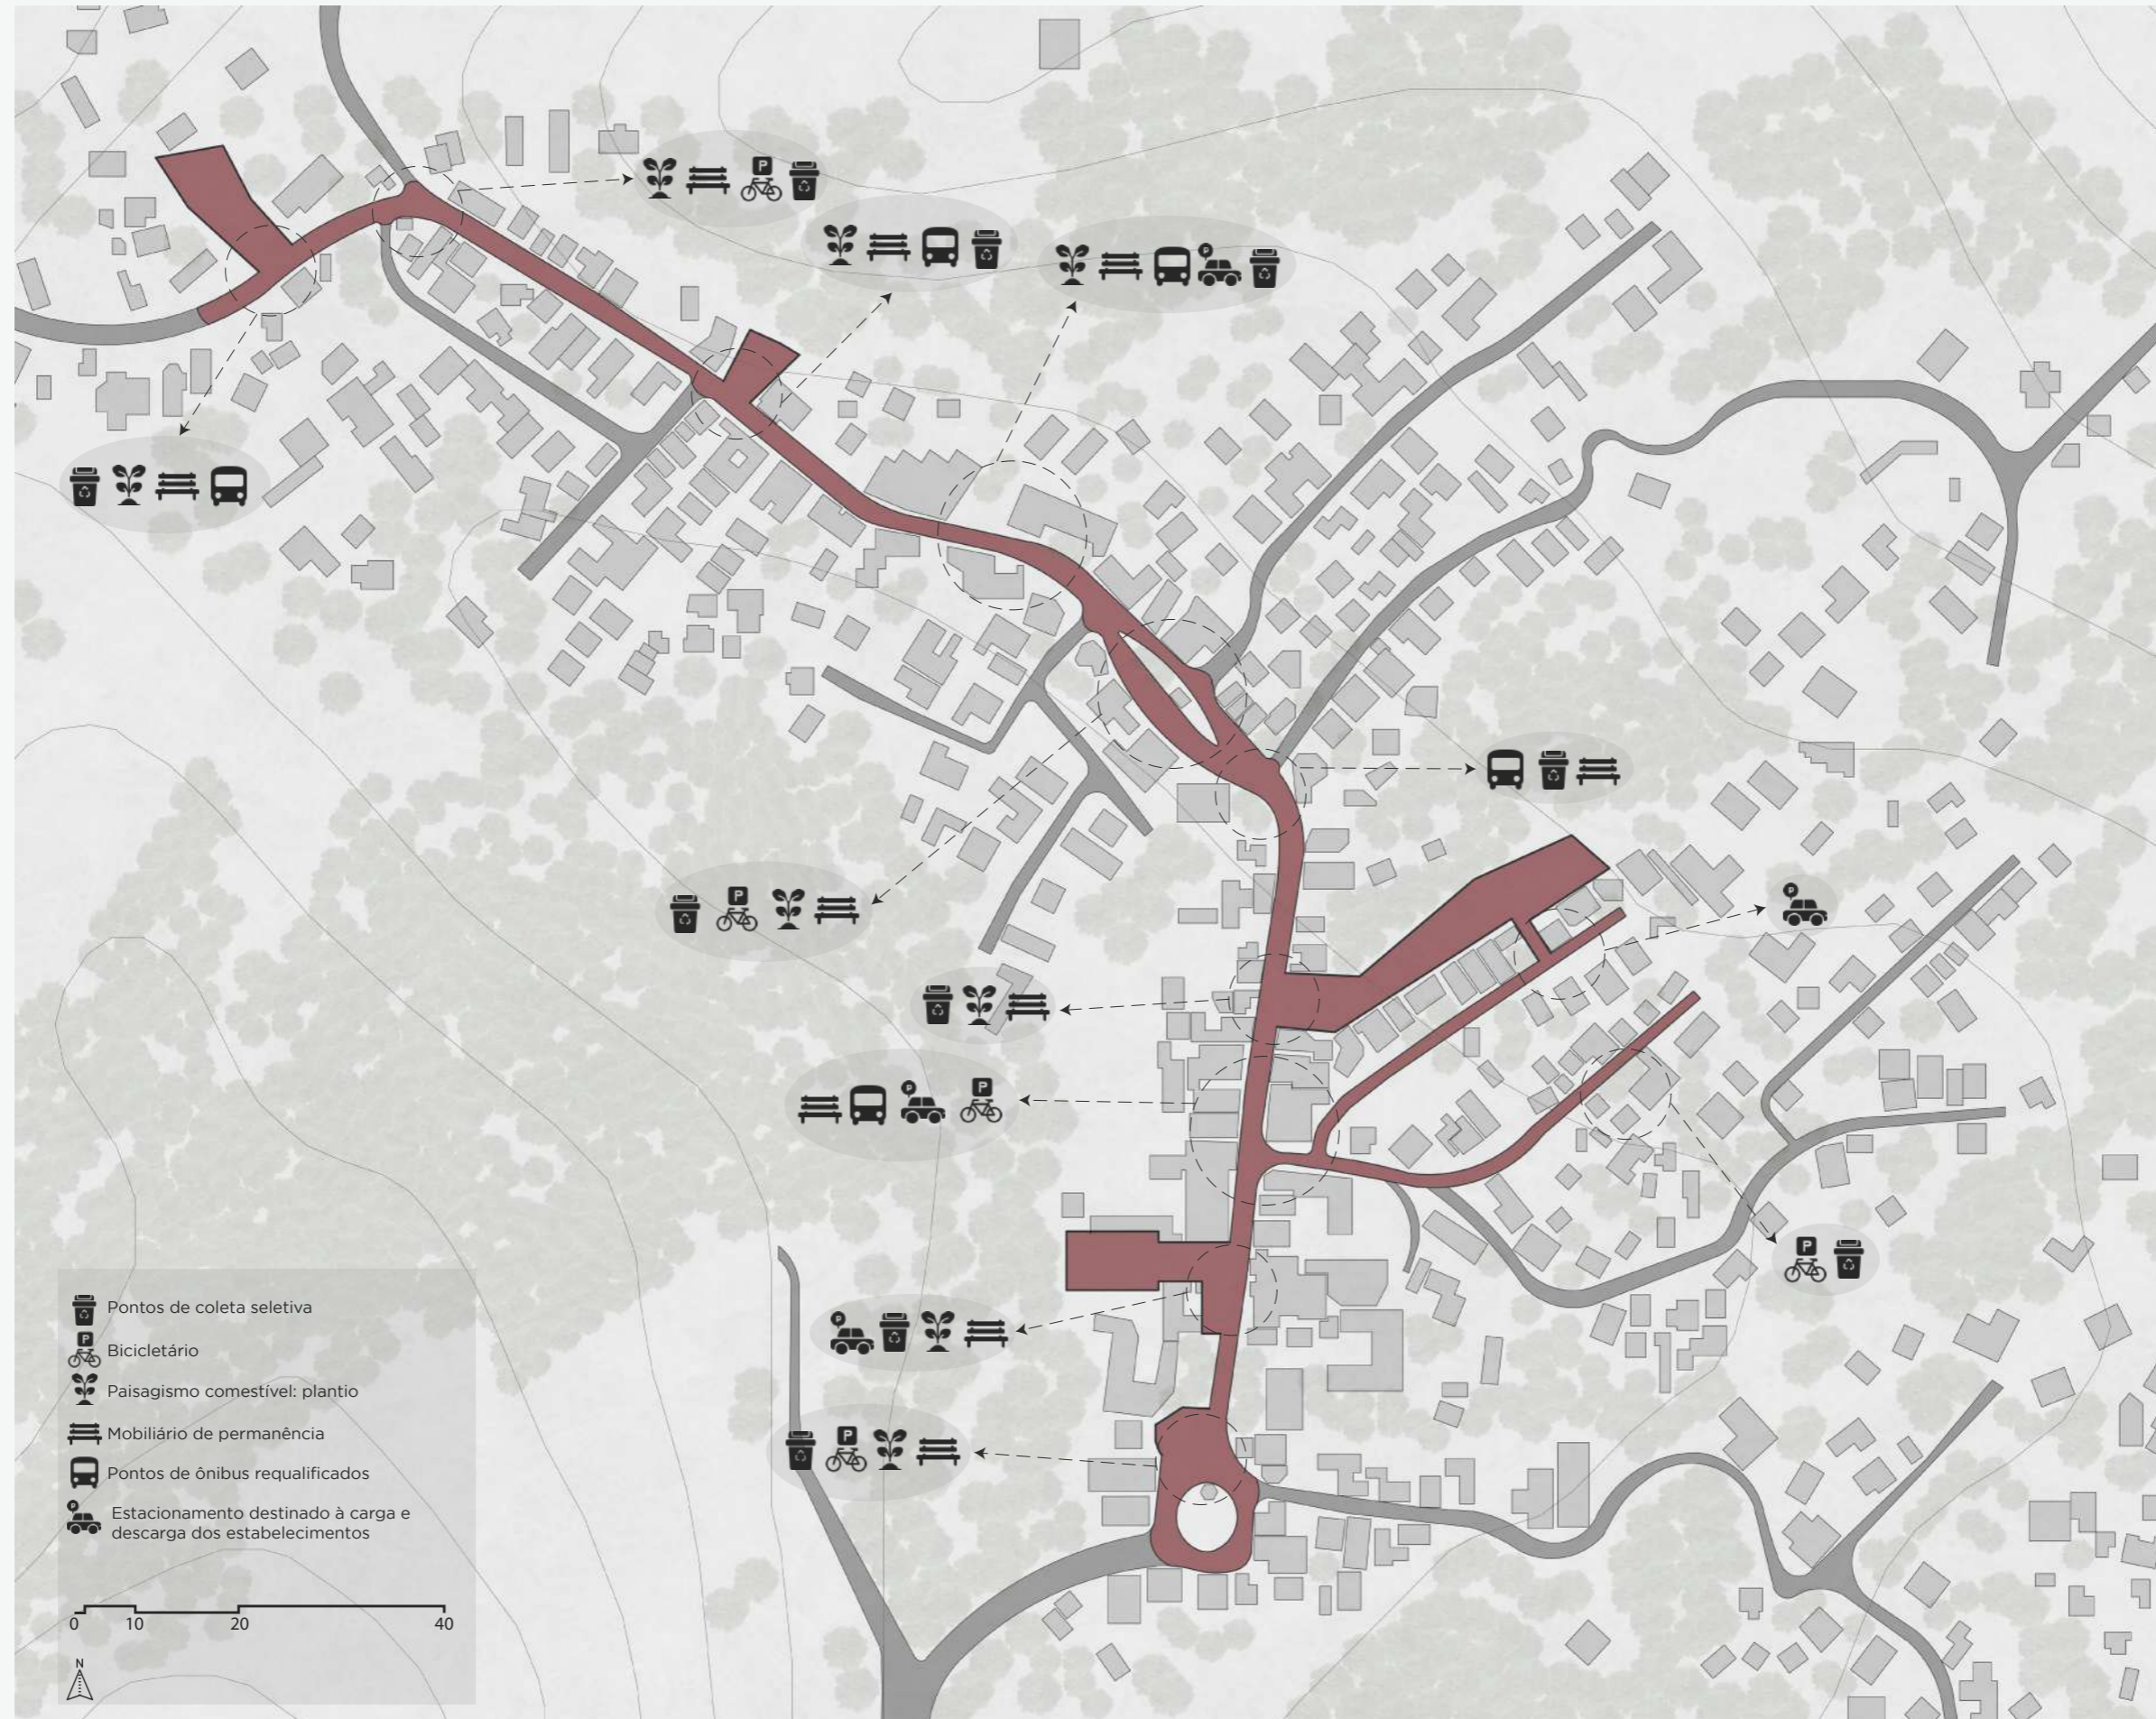 P
P
P
P
P
P
P
P
P
P
Pontos de coleta seletiva
P
Bicicletário
Paisagismo comestível: plantio
Mobiliário de permanência
Pontos de ônibus requalificados
P
Estacionamento destinado à carga e
descarga dos estabelecimentos
0 10 20 40
N